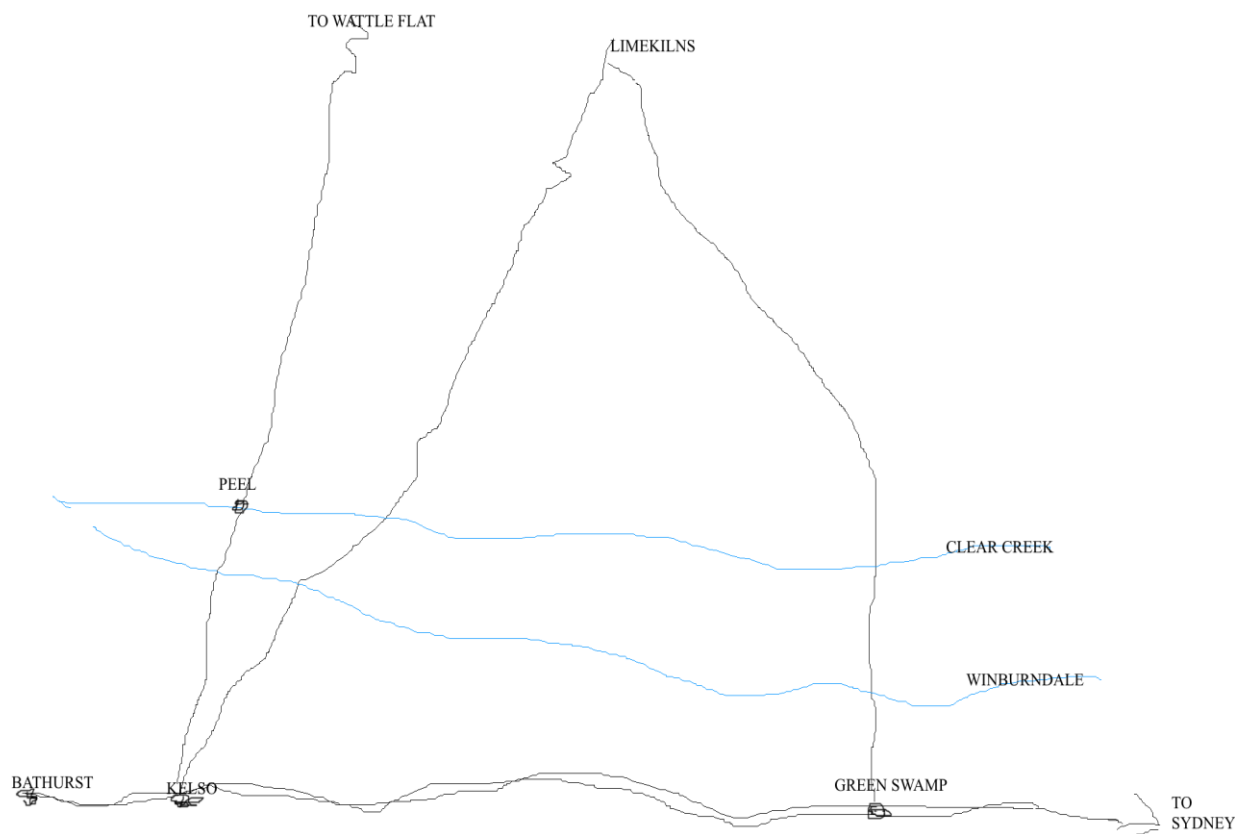 TO WATTLE FLAT
LIMEKILNS
PEEL
CLEAR CREEK
WINBURNDALE
BATHURST
KELSO
GREEN SWAMP
TO
SYDNEY